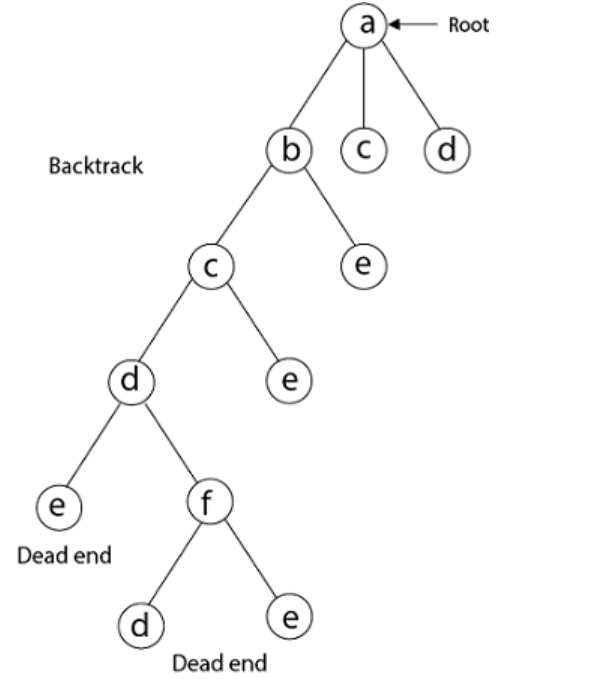 a Root
b c d
Backtrack
c e
d e
e f
Dead end
d e
Dead end